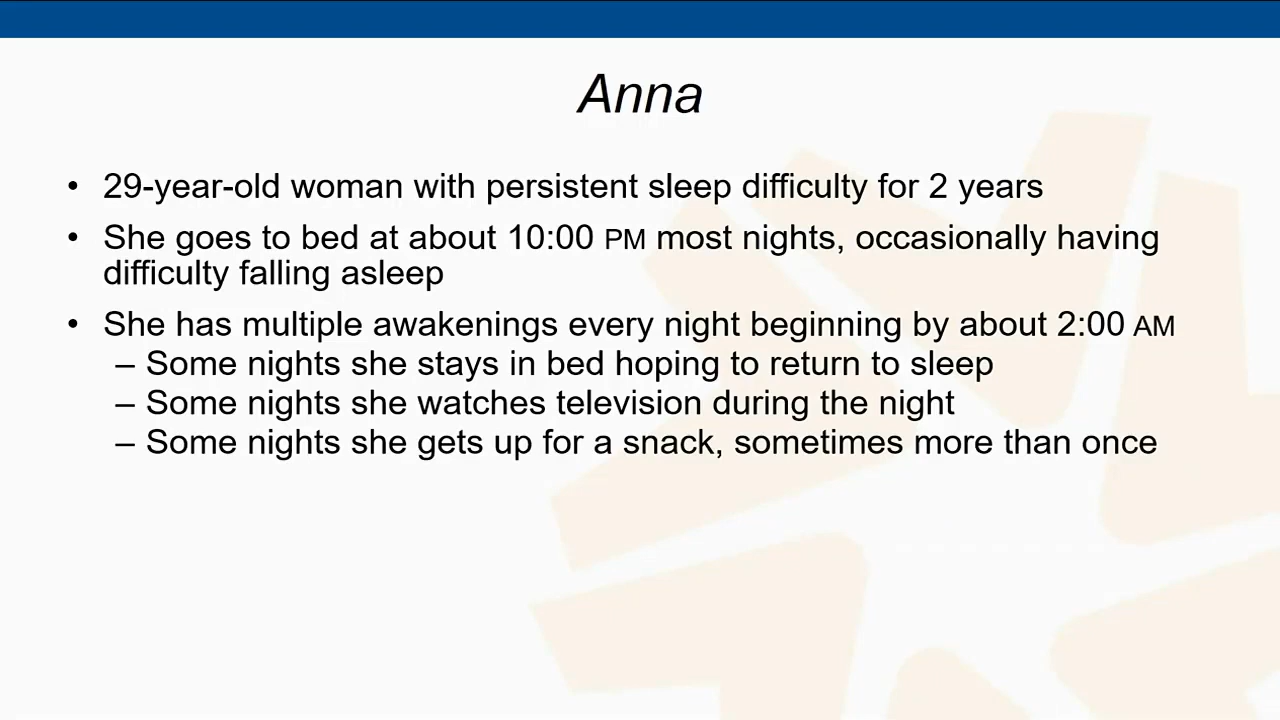 Anna
• 29-year-old woman with persistent sleep difficulty for 2 years
• She goes to bed at about 10:00 PM most nights, occasionally having
difficulty falling asleep
• She has multiple awakenings every night beginning by about 2:00 AM
– Some nights she stays in bed hoping to return to sleep
– Some nights she watches television during the night
– Some nights she gets up for a snack, sometimes more than once